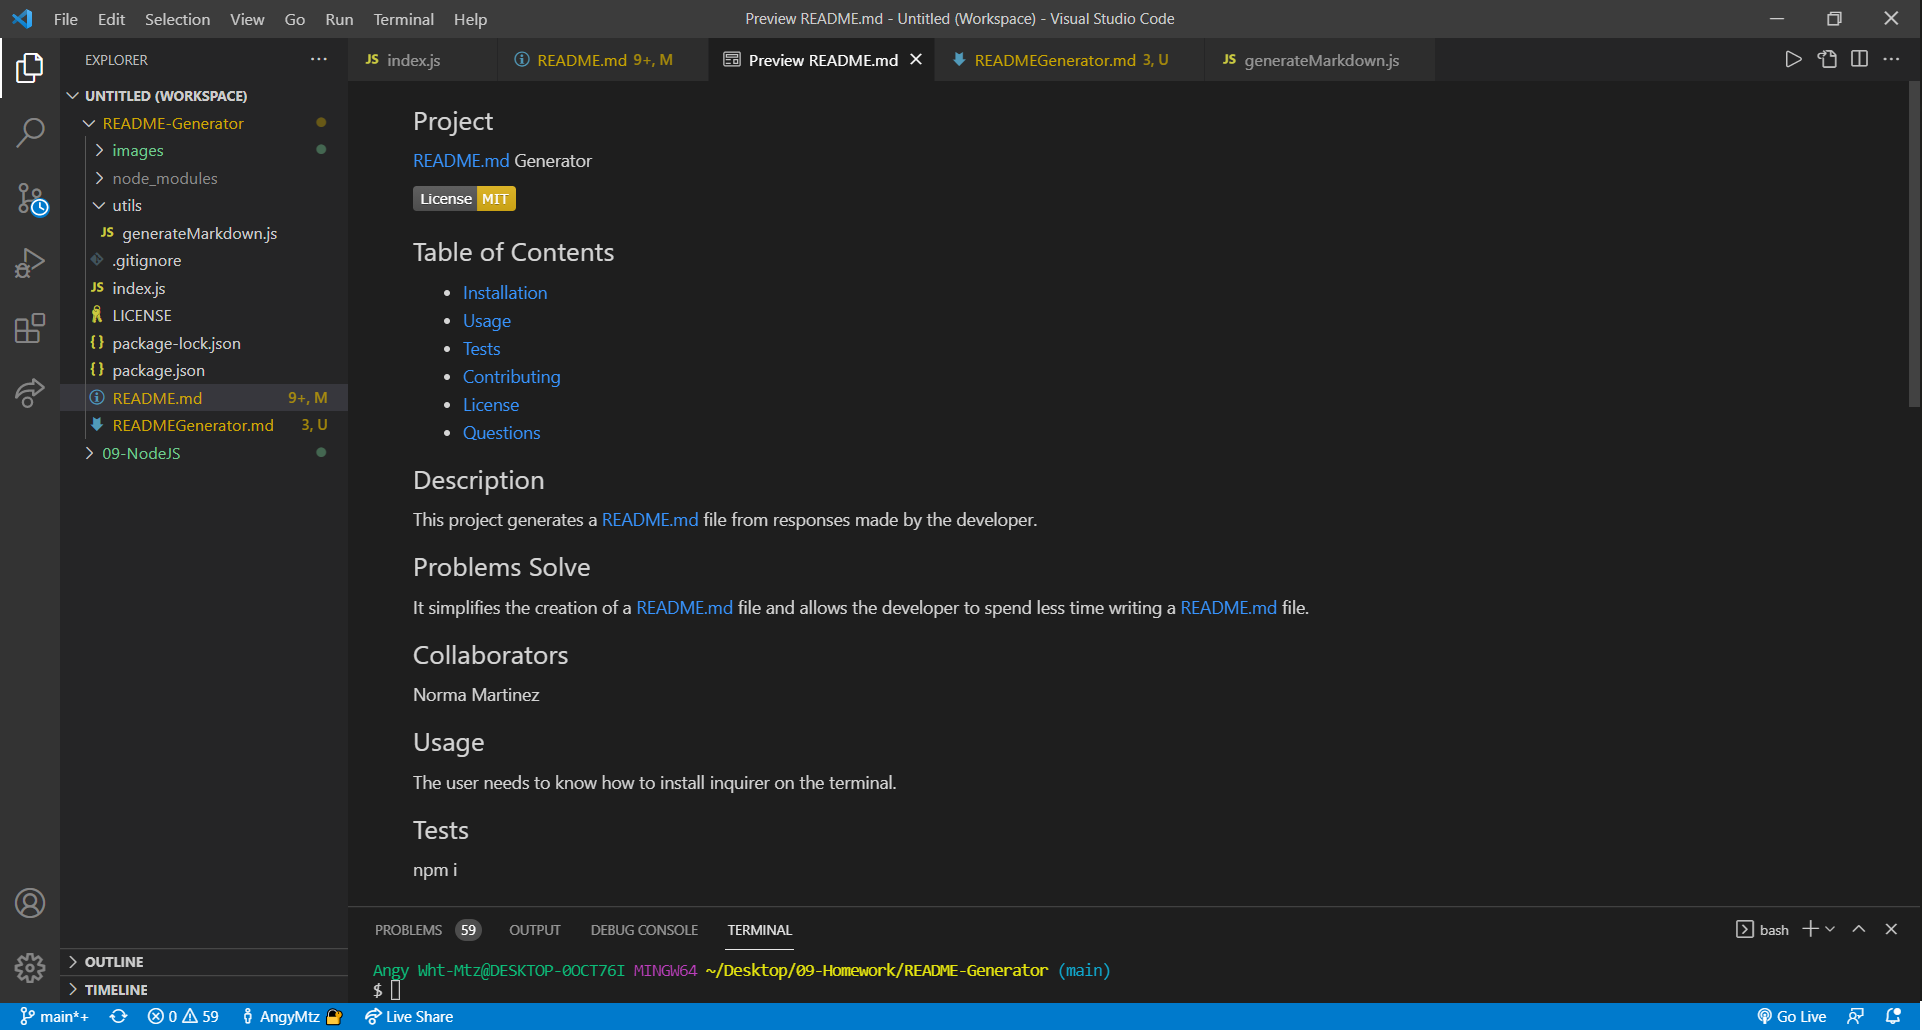 File Edit Selection View Go Run Terminal Help
Preview README.md - Untitled (Workspace) - Visual Studio Code
EXPLORER
JS index.js
README.md 9+, M
Preview README.md
READMEGenerator.md 3, U
JS generateMarkdown.js
UNTITLED (WORKSPACE)
README-Generator
images
node_modules
utils
JS generateMarkdown.js
.gitignore
JS index.js
LICENSE
{} package-lock.json
{} package.json
README.md 9+, M
READMEGenerator.md 3, U
09-NodeJS
OUTLINE
TIMELINE
Project
README.md Generator
License MIT
Table of Contents
• Installation
• Usage
• Tests
• Contributing
• License
• Questions
Description
This project generates a README.md file from responses made by the developer.
Problems Solve
It simplifies the creation of a README.md file and allows the developer to spend less time writing a README.md file.
Collaborators
Norma Martinez
Usage
The user needs to know how to install inquirer on the terminal.
Tests
npm i
PROBLEMS 59 OUTPUT DEBUG CONSOLE TERMINAL
bash
Angy Wht-Mtz@DESKTOP-0OCT76I MINGW64 ~/Desktop/09-Homework/README-Generator (main)
$
main*+ 0 59 AngyMtz Live Share
Go Live